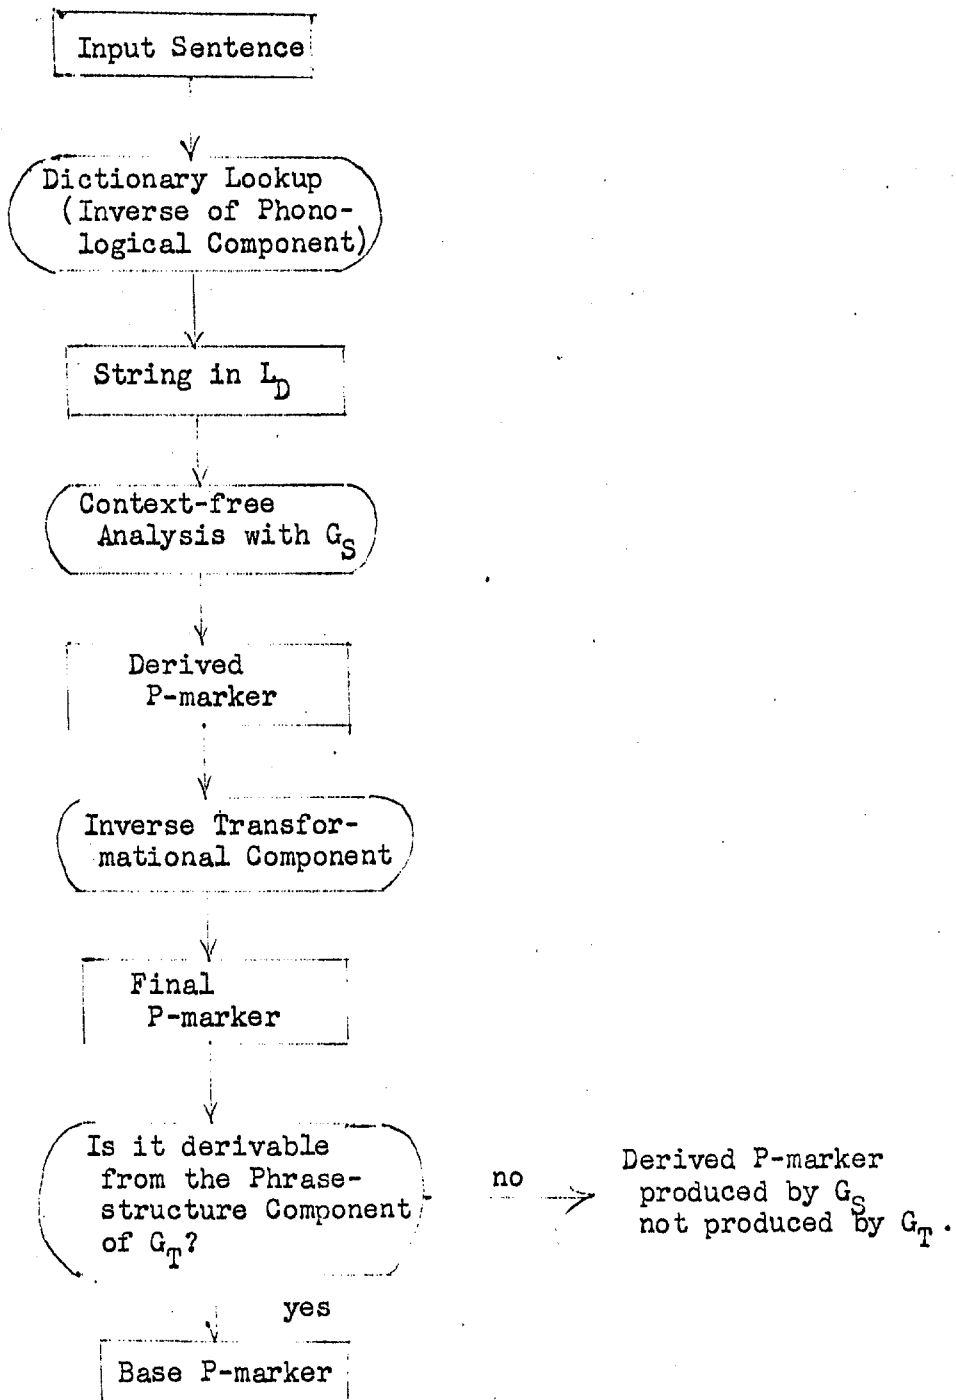 Input Sentence
Dictionary Lookup
(Inverse of Phono-
logical Component)
String in L_D
Context-free
Analysis with G_S
Derived
P-marker
Inverse Transfor-
mational Component
Final
P-marker
Is it derivable
from the Phrase-
structure Component
of G_T?
no
Derived P-marker
produced by G_S
not produced by G_T.
yes
Base P-marker